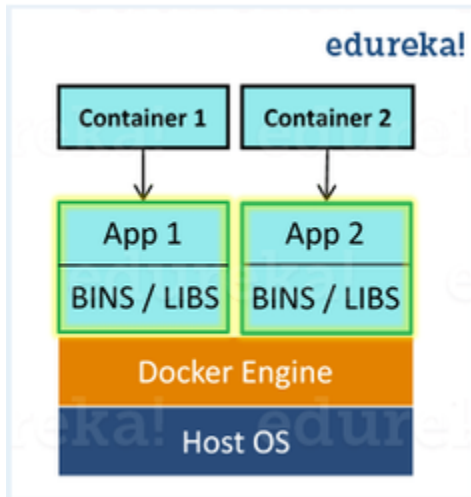 edureka!
Container 1
Container 2
App 1
App 2
BINS / LIBS
BINS / LIBS
Docker Engine
Host OS